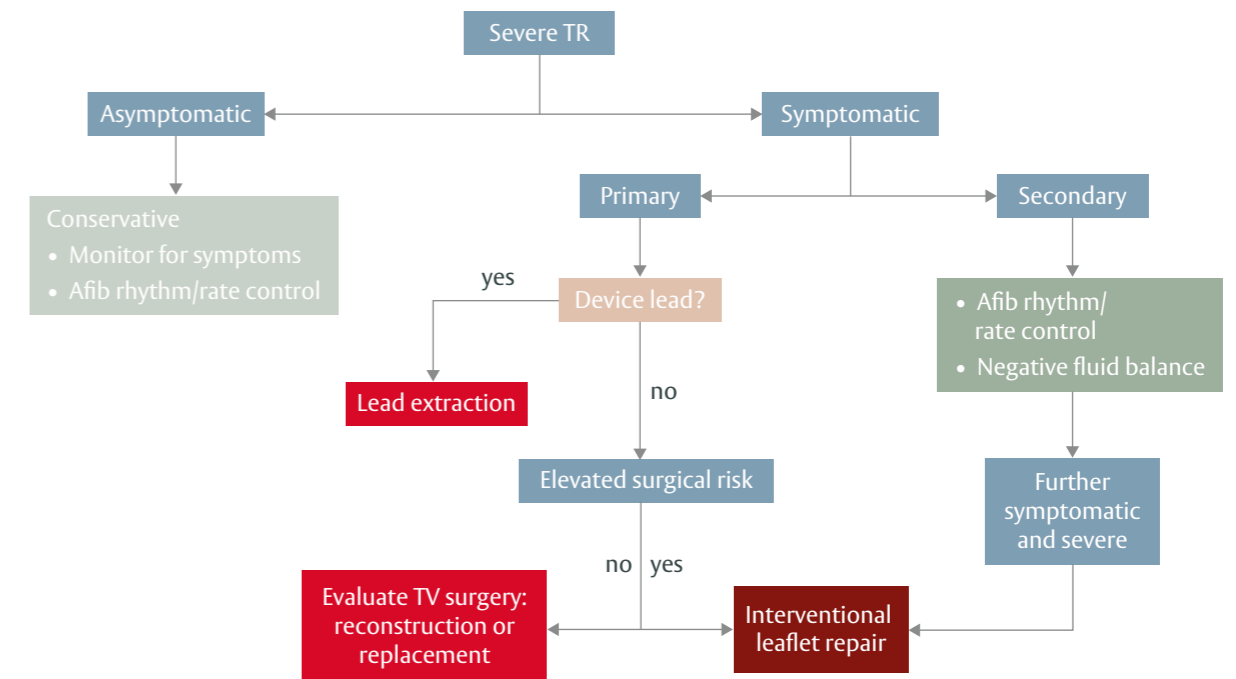 Severe TR
Asymptomatic
Symptomatic
Conservative
• Monitor for symptoms
• Afib rhythm/rate control
Primary
Secondary
yes
Device lead?
• Afib rhythm/
rate control
• Negative fluid balance
Lead extraction
no
Elevated surgical risk
Further
symptomatic
and severe
no
yes
Evaluate TV surgery:
reconstruction or
replacement
Interventional
leaflet repair